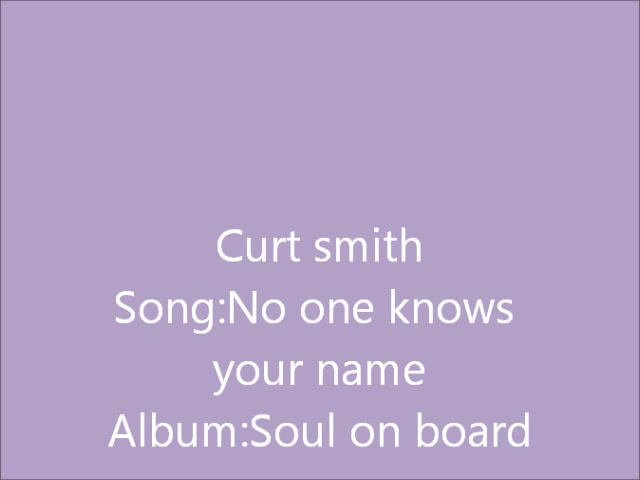 Curt smith
Song:No one knows
your name
Album:Soul on board